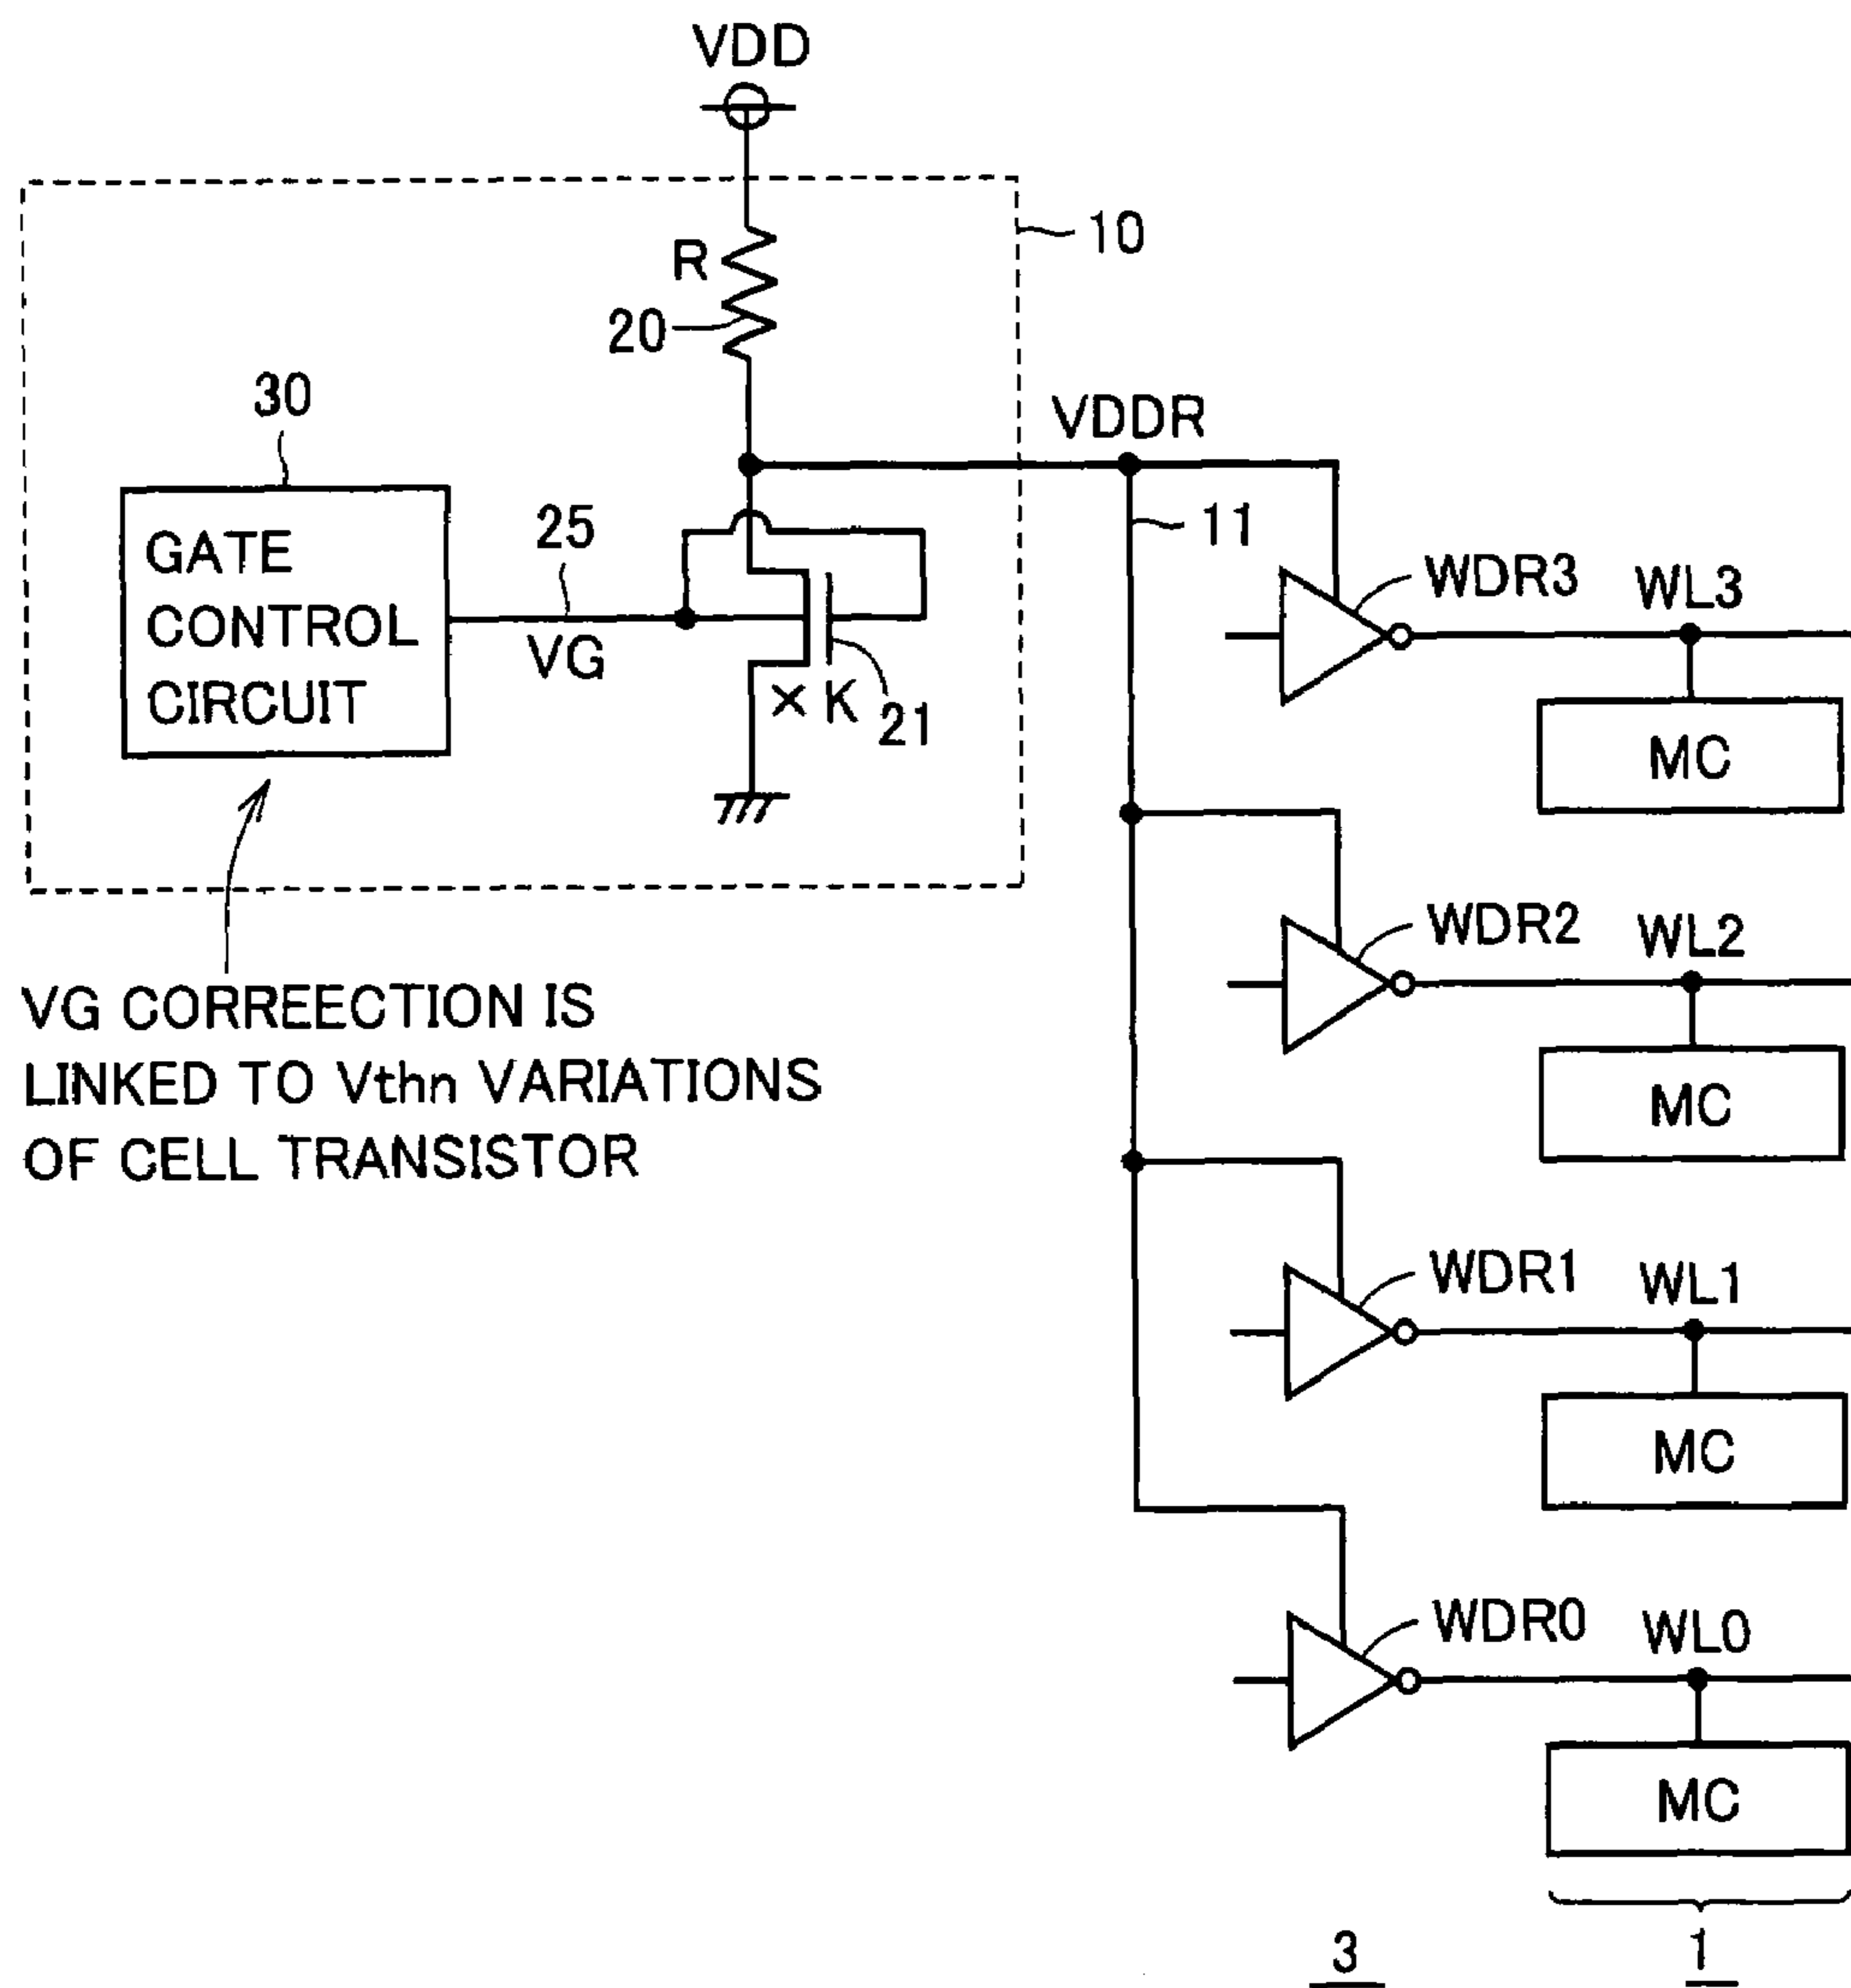 VDD
10
R
20
30
VDDR
GATE
CONTROL
CIRCUIT
25
VG
11
× K
21
WDR3
WL3
MC
WDR2
WL2
MC
VG CORREECTION IS
LINKED TO Vthn VARIATIONS
OF CELL TRANSISTOR
WDR1
WL1
MC
WDR0
WL0
MC
3
1